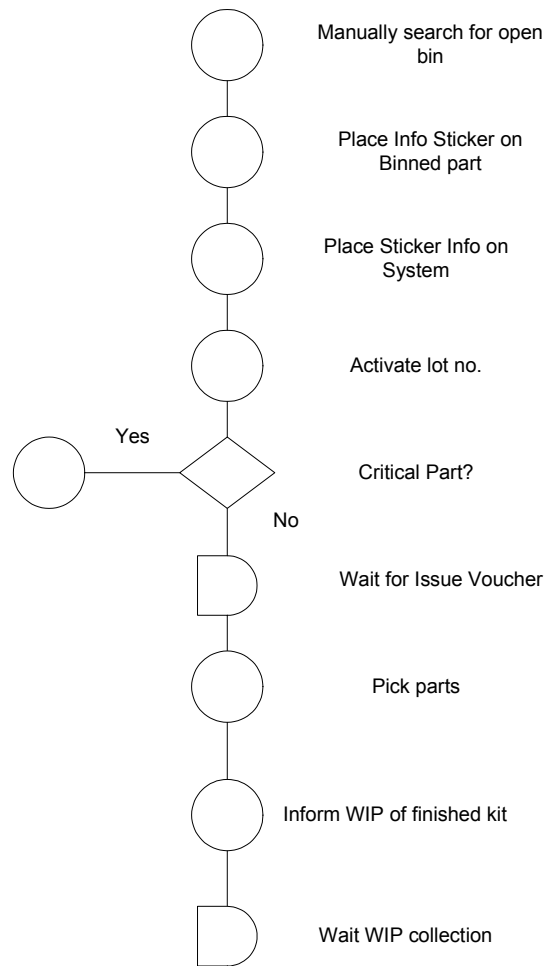 Manually search for open
bin
Place Info Sticker on
Binned part
Place Sticker Info on
System
Activate lot no.
Yes
Critical Part?
No
Wait for Issue Voucher
Pick parts
Inform WIP of finished kit
Wait WIP collection